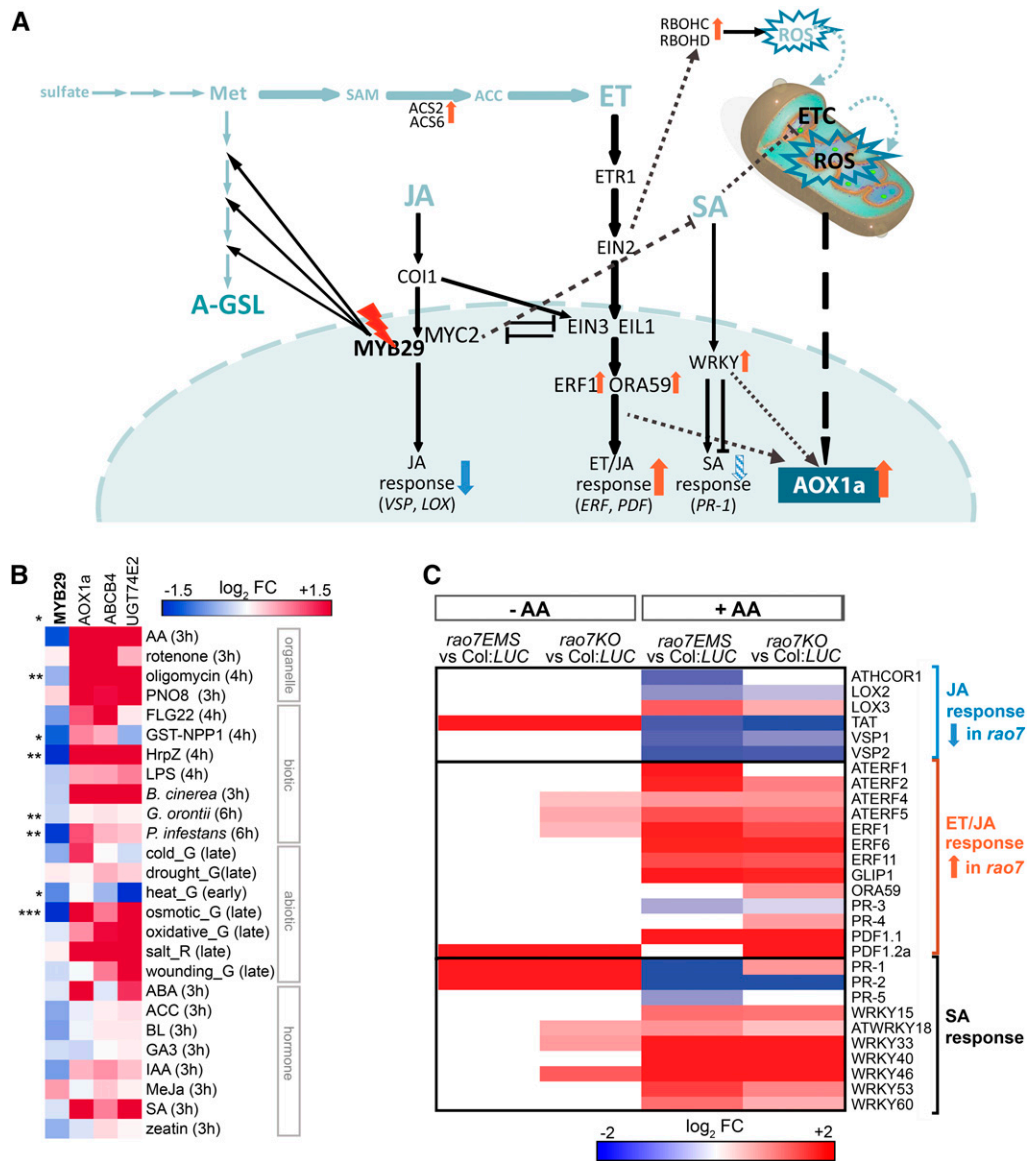 A
RBOHC
RBOHD
ROS
sulfate
Met
SAM
ACC
ET
ACS2
ACS6
ETC
ROS
ETR1
JA
SA
EIN2
COI1
A-GSL
MYB29
MYC2
EIN3 EIL1
WRKY
ERF1
ORA59
JA
response
(VSP, LOX)
ET/JA
response
(ERF, PDF)
SA
response
(PR-1)
AOX1a
B
MYB29
AOX1a
ABCB4
UGT74E2
log2 FC
-1.5
+1.5
* AA (3h)
rotenone (3h)
** oligomycin (4h)
PNO8 (3h)
FLG22 (4h)
* GST-NPP1 (4h)
** HrpZ (4h)
LPS (4h)
B. cinerea (3h)
** G. orontii (6h)
** P. infestans (6h)
cold_G (late)
drought_G(late)
* heat_G (early)
*** osmotic_G (late)
oxidative_G (late)
salt_R (late)
wounding_G (late)
ABA (3h)
ACC (3h)
BL (3h)
GA3 (3h)
IAA (3h)
MeJa (3h)
SA (3h)
zeatin (3h)
organelle
biotic
abiotic
hormone
C
- AA
+ AA
rao7EMS
vs Col:LUC
rao7KO
vs Col:LUC
rao7EMS
vs Col:LUC
rao7KO
vs Col:LUC
ATHCOR1
LOX2
LOX3
TAT
VSP1
VSP2
ATERF1
ATERF2
ATERF4
ATERF5
ERF1
ERF6
ERF11
GLIP1
ORA59
PR-3
PR-4
PDF1.1
PDF1.2a
PR-1
PR-2
PR-5
WRKY15
ATWRKY18
WRKY33
WRKY40
WRKY46
WRKY53
WRKY60
JA
response
in rao7
ET/JA
response
in rao7
SA
response
log2 FC
-2
+2